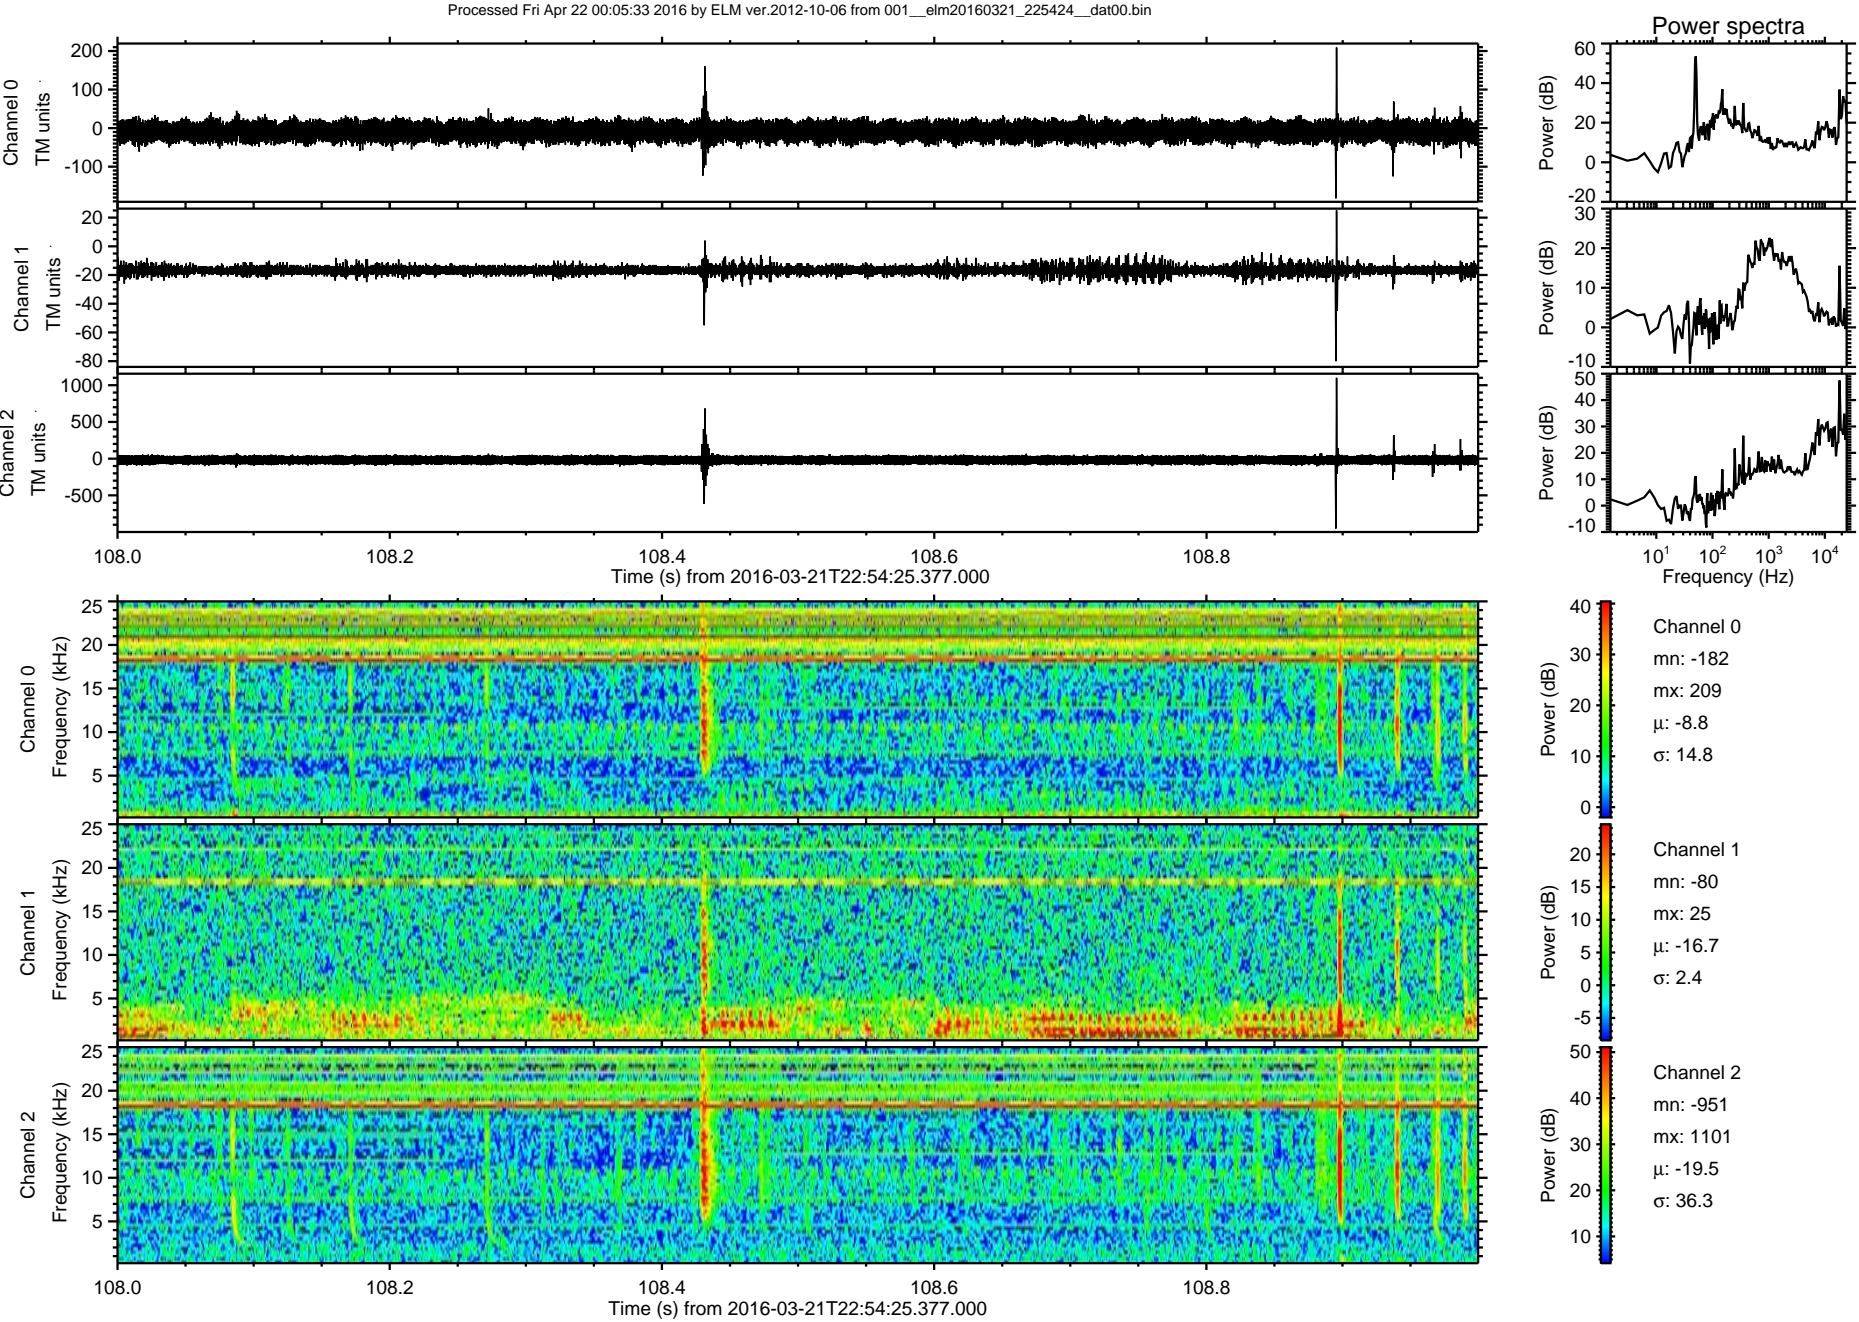 Processed Fri Apr 22 00:05:33 2016 by ELM ver.2012-10-06 from 001__elm20160321_225424__dat00.bin
Power spectra
Channel 0
TM units
200
100
0
-100
Power (dB)
60
40
20
0
-20
Channel 1
TM units
20
0
-20
-40
-60
-80
Power (dB)
30
20
10
0
-10
Channel 2
TM units
1000
500
0
-500
Power (dB)
50
40
30
20
10
0
-10
108.0 108.2 108.4 108.6 108.8
Time (s) from 2016-03-21T22:54:25.377.000
10¹ 10² 10³ 10⁴
Frequency (Hz)
Channel 0
Frequency (kHz)
25
20
15
10
5
Power (dB)
40
30
20
10
0
Channel 0
mn: -182
mx: 209
μ: -8.8
σ: 14.8
Channel 1
Frequency (kHz)
25
20
15
10
5
Power (dB)
20
15
10
5
0
-5
Channel 1
mn: -80
mx: 25
μ: -16.7
σ: 2.4
Channel 2
Frequency (kHz)
25
20
15
10
5
Power (dB)
50
40
30
20
10
Channel 2
mn: -951
mx: 1101
μ: -19.5
σ: 36.3
108.0 108.2 108.4 108.6 108.8
Time (s) from 2016-03-21T22:54:25.377.000